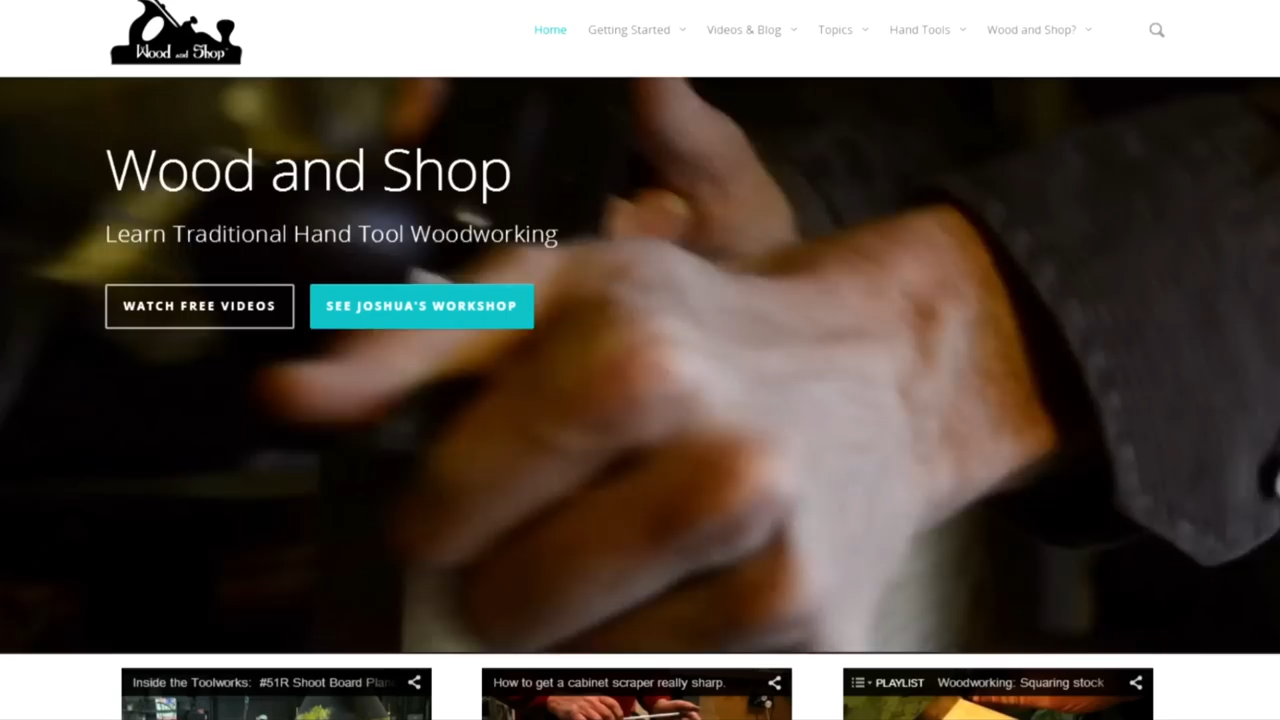 Wood and Shop
Home Getting Started Videos & Blog Topics Hand Tools Wood and Shop?
Wood and Shop
Learn Traditional Hand Tool Woodworking
WATCH FREE VIDEOS SEE JOSHUA'S WORKSHOP
Inside the Toolworks: #51R Shoot Board Plane
How to get a cabinet scraper really sharp.
PLAYLIST Woodworking: Squaring stock